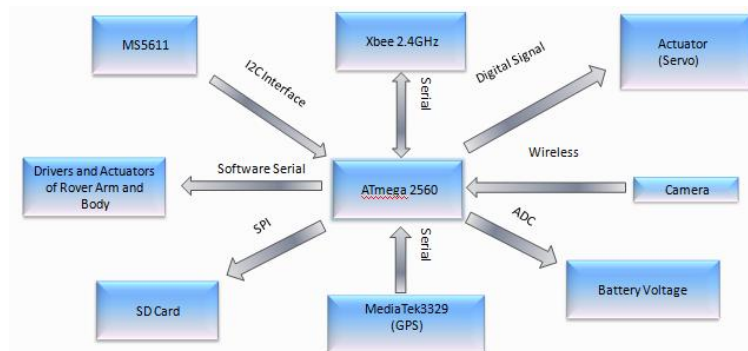 MS5611
Xbee 2.4GHz
Actuator
(Servo)
I2C Interface
Serial
Digital Signal
Drivers and Actuators
of Rover Arm and
Body
Software Serial
ATmega 2560
Wireless
Camera
SPI
Serial
ADC
SD Card
MediaTek3329
(GPS)
Battery Voltage